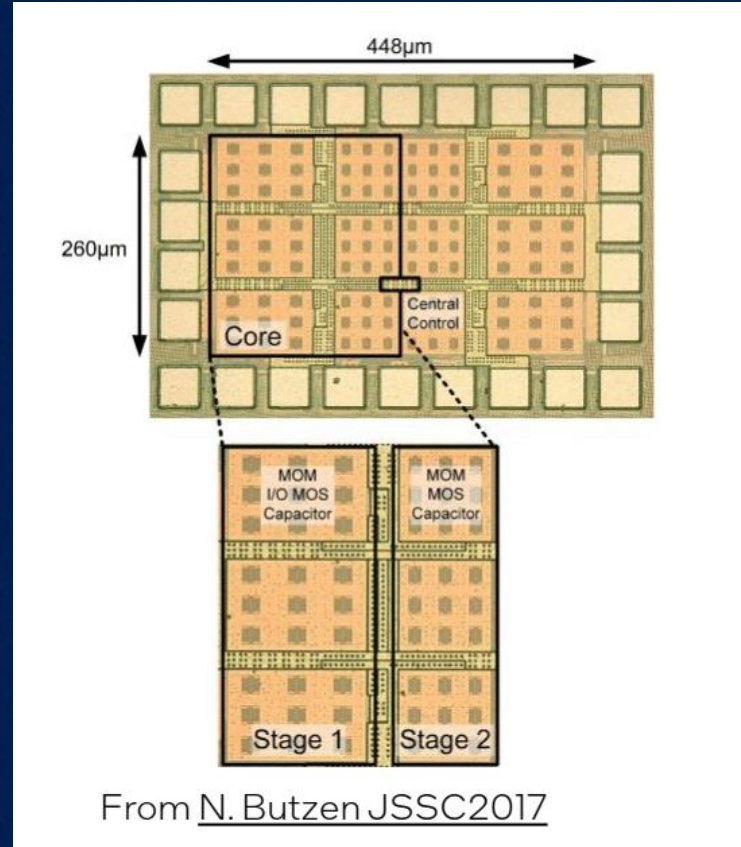 448μm
260μm
Core
Central
Control
MOM
I/O MOS
Capacitor
MOM
MOS
Capacitor
Stage 1
Stage 2
From N. Butzen JSSC2017